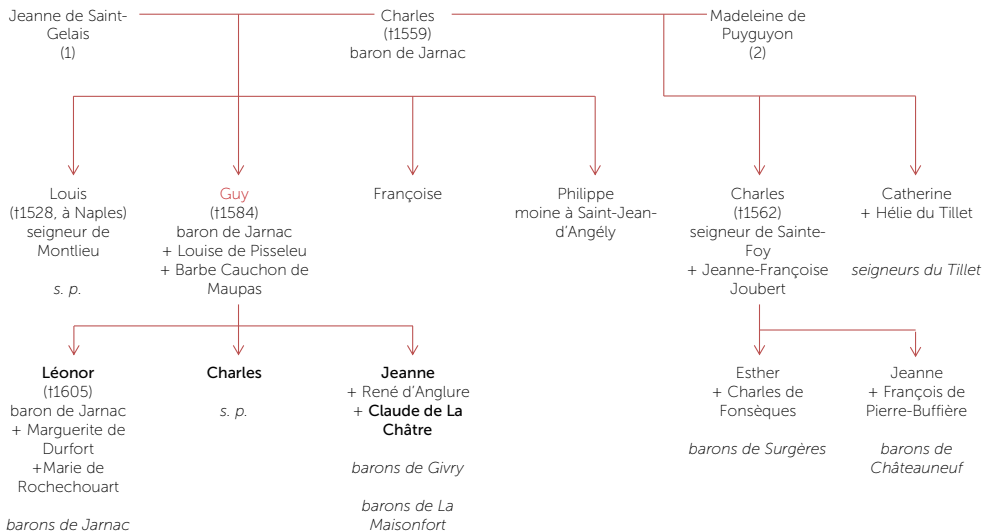 Jeanne de Saint-
Gelais
(1)
Charles
(†1559)
baron de Jarnac
Madeleine de
Puyguyon
(2)
Louis
(†1528, à Naples)
seigneur de
Montlieu
s. p.
Guy
(†1584)
baron de Jarnac
+ Louise de Pisseleu
+ Barbe Cauchon de
Maupas
Françoise
Philippe
moine à Saint-Jean-
d'Angély
Charles
(†1562)
seigneur de Sainte-
Foy
+ Jeanne-Françoise
Joubert
Catherine
+ Hélie du Tillet
seigneurs du Tillet
Léonor
(†1605)
baron de Jarnac
+ Marguerite de
Durfort
+Marie de
Rochechouart
barons de Jarnac
Charles
s. p.
Jeanne
+ René d'Anglure
+ Claude de La
Châtre
barons de Givry
barons de La
Maisonfort
Esther
+ Charles de
Fonsèques
barons de Surgères
Jeanne
+ François de
Pierre-Buffière
barons de
Châteauneuf